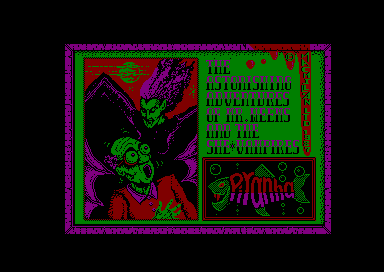 THE
ASTONISHING
ADVENTURES
OF MR.WEEMS
AND THE
SHE VAMPIRES
Piranha